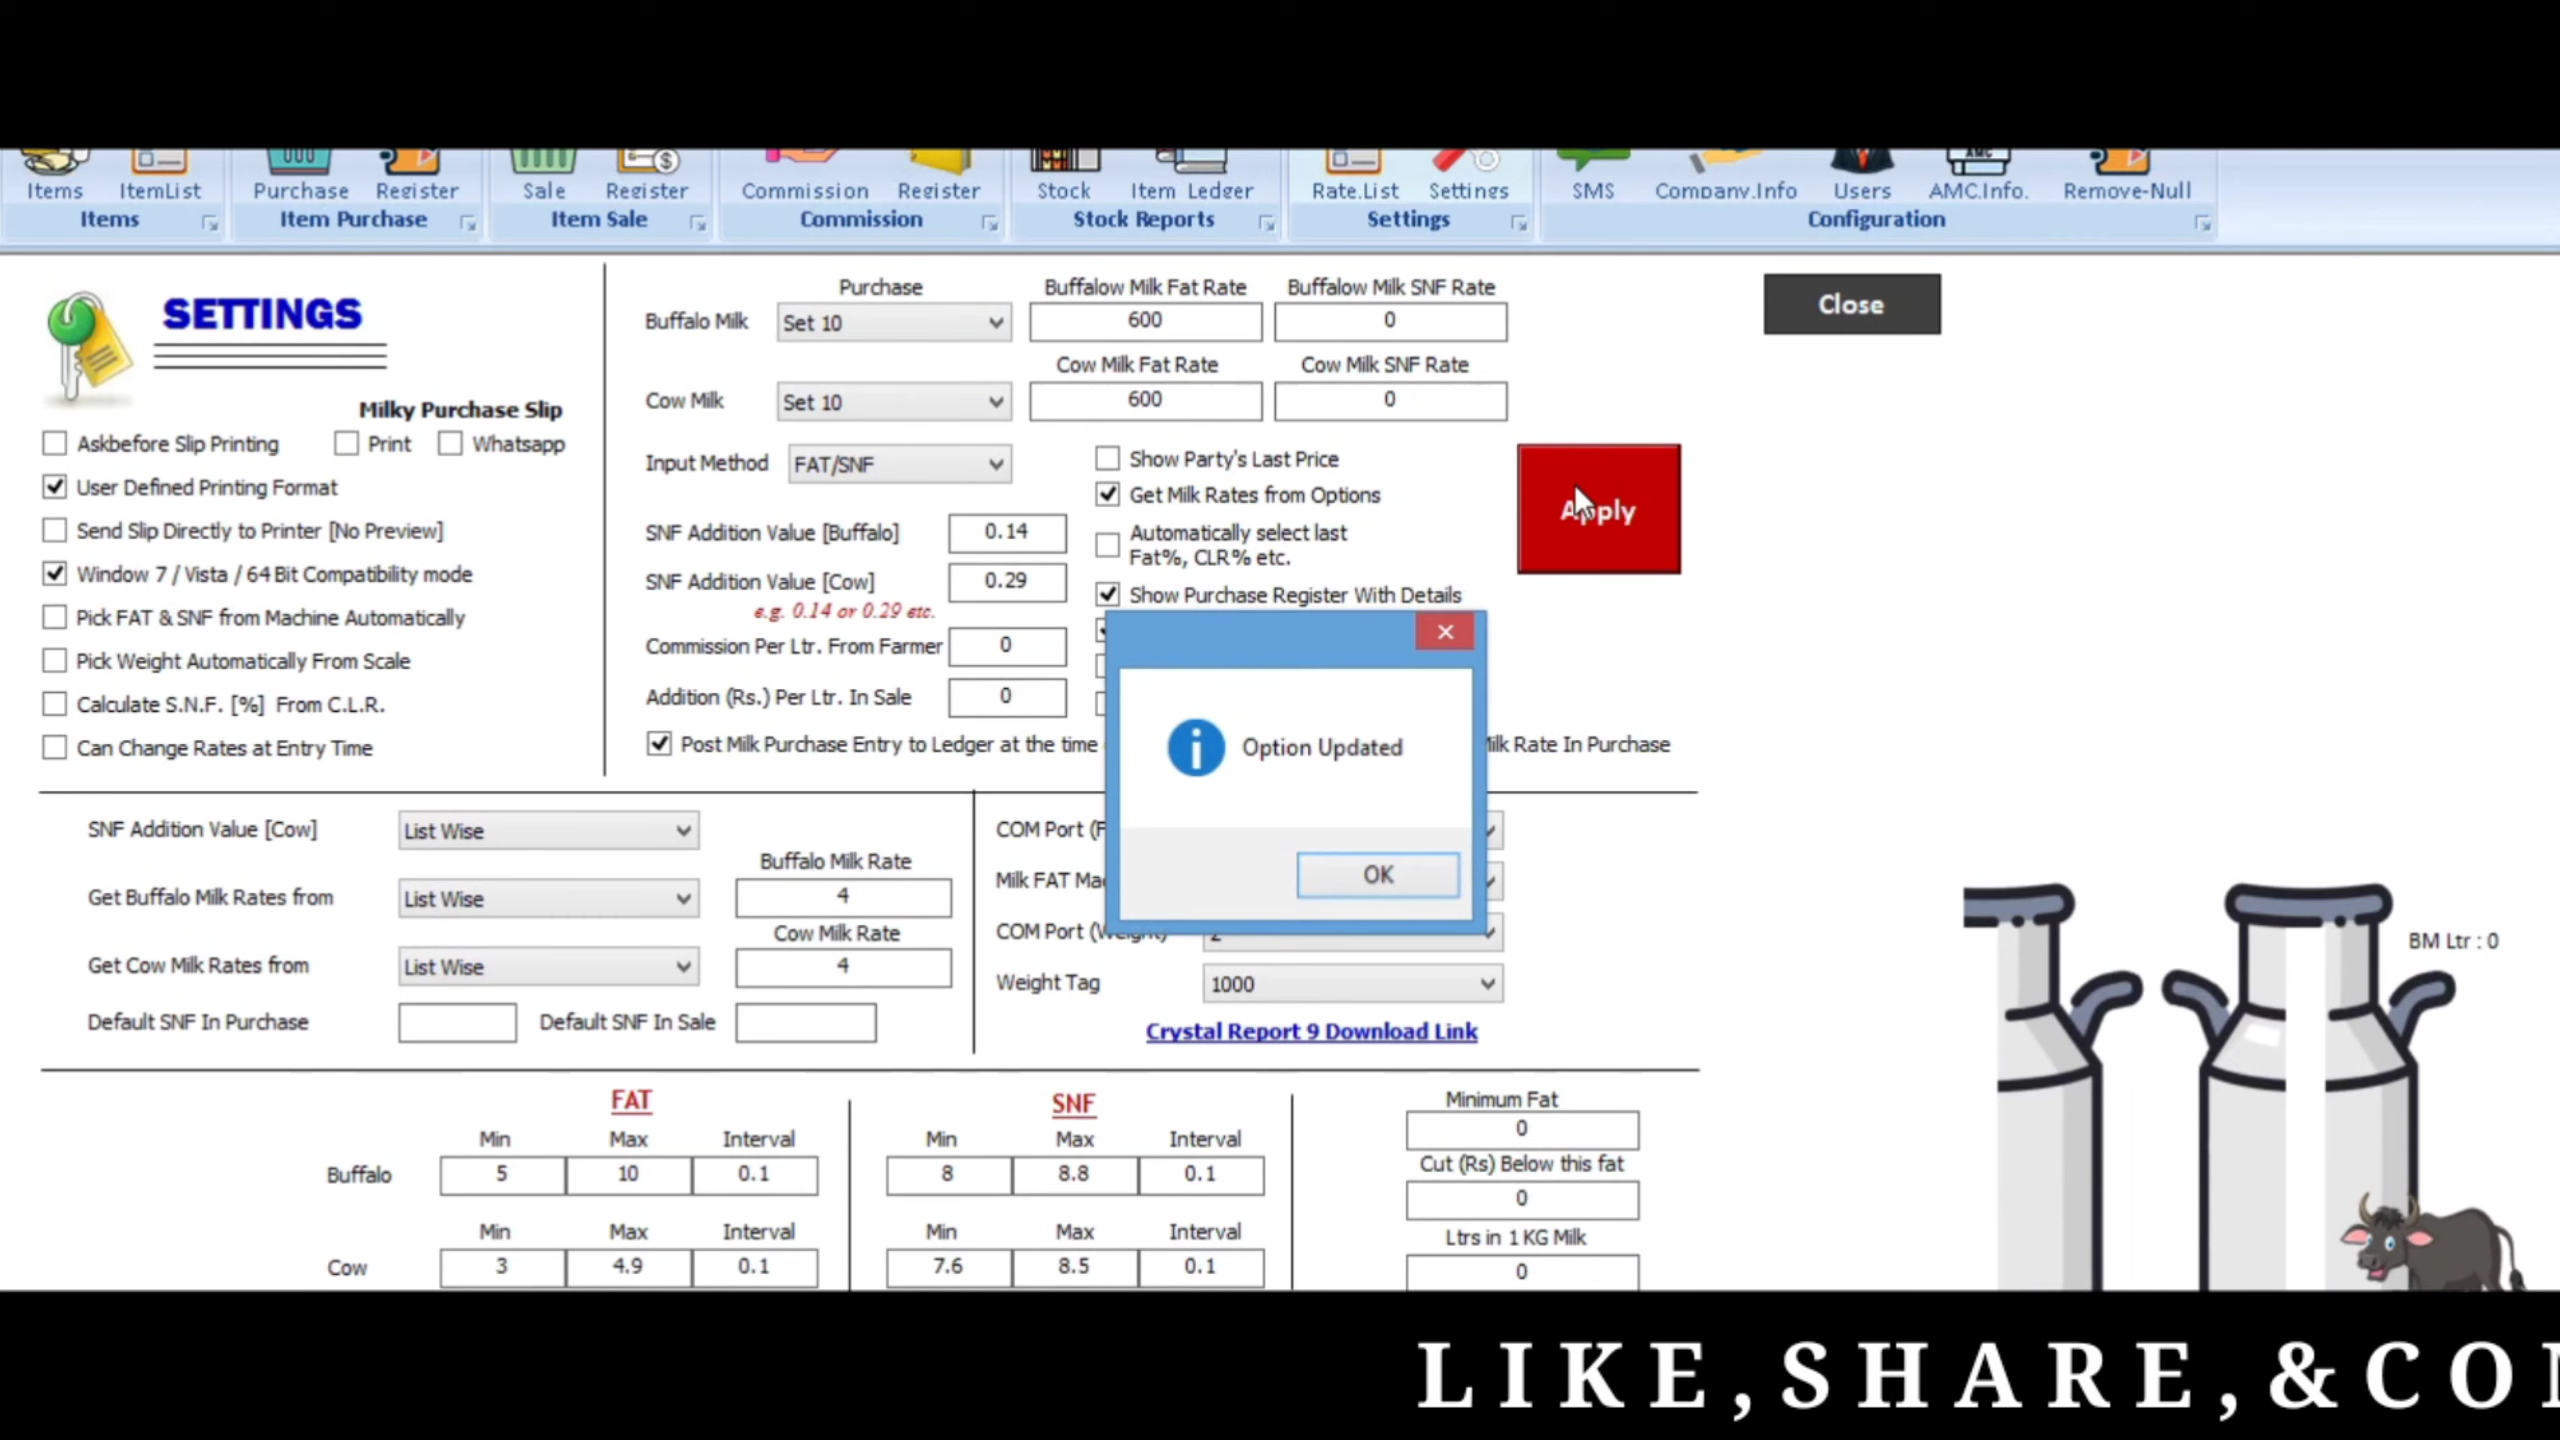 Items ItemList Purchase Register Sale Register Commission Register Stock Item Ledger Rate.List Settings SMS Company.Info Users AMC.Info. Remove-Null
AMC
Items Item Purchase Item Sale Commission Stock Reports Settings Configuration
SETTINGS
Milky Purchase Slip
Askbefore Slip Printing Print Whatsapp
User Defined Printing Format
Send Slip Directly to Printer [No Preview]
Window 7 / Vista / 64 Bit Compatibility mode
Pick FAT & SNF from Machine Automatically
Pick Weight Automatically From Scale
Calculate S.N.F. [%] From C.L.R.
Can Change Rates at Entry Time
Purchase Buffalow Milk Fat Rate Buffalow Milk SNF Rate
Buffalo Milk Set 10 600 0
Cow Milk Fat Rate Cow Milk SNF Rate
Cow Milk Set 10 600 0
Input Method FAT/SNF
SNF Addition Value [Buffalo] 0.14
SNF Addition Value [Cow] 0.29
e.g. 0.14 or 0.29 etc.
Commission Per Ltr. From Farmer 0
Addition (Rs.) Per Ltr. In Sale 0
Post Milk Purchase Entry to Ledger at the time
Milk Rate In Purchase
Show Party's Last Price
Get Milk Rates from Options
Automatically select last
Fat%, CLR% etc.
Show Purchase Register With Details
Close
Apply
Option Updated
OK
SNF Addition Value [Cow] List Wise
Buffalo Milk Rate
Get Buffalo Milk Rates from List Wise 4
Cow Milk Rate
Get Cow Milk Rates from List Wise 4
Default SNF In Purchase Default SNF In Sale
COM Port (F
Milk FAT Mac
COM Port (Weight)
Weight Tag 1000
Crystal Report 9 Download Link
FAT SNF
Min Max Interval Min Max Interval
Buffalo 5 10 0.1 8 8.8 0.1
Min Max Interval Min Max Interval
Cow 3 4.9 0.1 7.6 8.5 0.1
Minimum Fat
0
Cut (Rs) Below this fat
0
Ltrs in 1 KG Milk
0
BM Ltr : 0
LIKE,SHARE,&CO